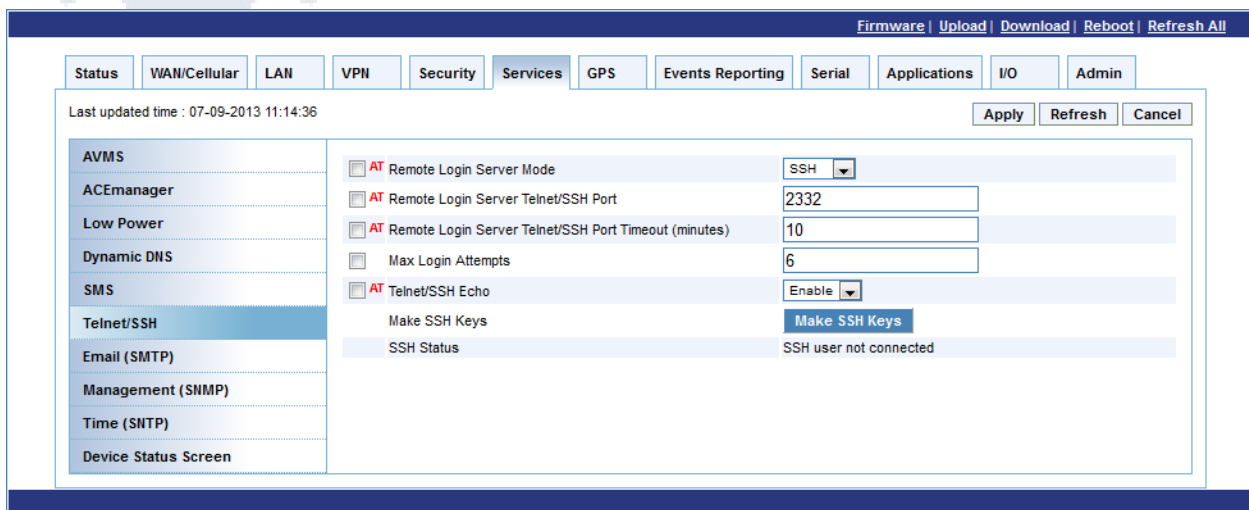 Firmware | Upload | Download | Reboot | Refresh All
Status WAN/Cellular LAN VPN Security Services GPS Events Reporting Serial Applications I/O Admin
Last updated time : 07-09-2013 11:14:36 Apply Refresh Cancel
AVMS
ACEmanager
Low Power
Dynamic DNS
SMS
Telnet/SSH
Email (SMTP)
Management (SNMP)
Time (SNTP)
Device Status Screen
AT Remote Login Server Mode SSH
AT Remote Login Server Telnet/SSH Port 2332
AT Remote Login Server Telnet/SSH Port Timeout (minutes) 10
Max Login Attempts 6
AT Telnet/SSH Echo Enable
Make SSH Keys Make SSH Keys
SSH Status SSH user not connected